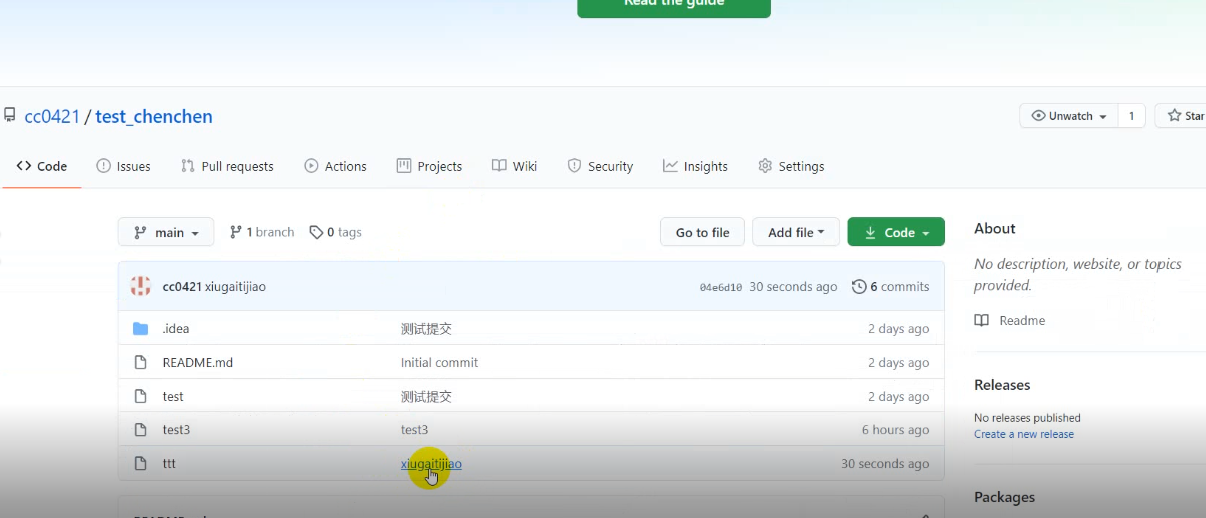 Read the guide
cc0421 / test_chenchen
Unwatch 1 Star
Code Issues Pull requests Actions Projects Wiki Security Insights Settings
main 1 branch 0 tags Go to file Add file Code
About
No description, website, or topics
provided.
Readme
cc0421 xiugaitijiao 04e6d10 30 seconds ago 6 commits
.idea 测试提交 2 days ago
README.md Initial commit 2 days ago
test 测试提交 2 days ago
test3 test3 6 hours ago
ttt xiugaitijiao 30 seconds ago
Releases
No releases published
Create a new release
Packages